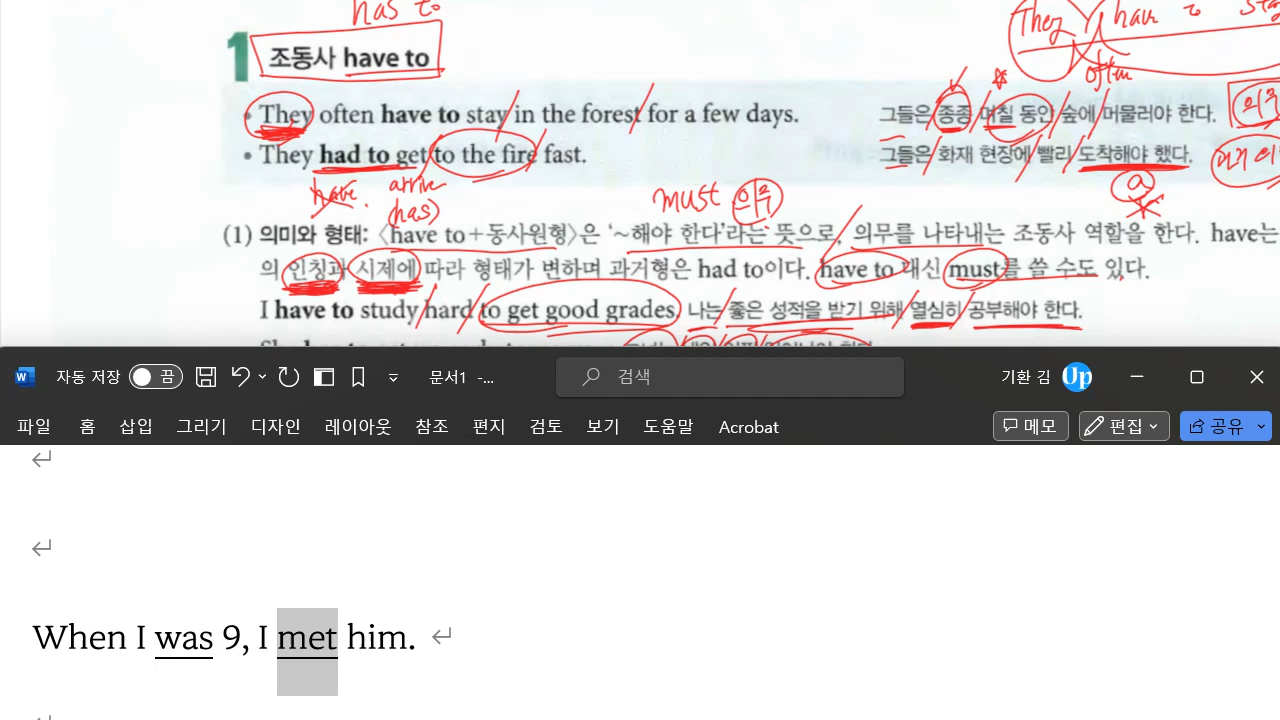 has to
They have to
often
1 조동사 have to
• They often have to stay in the forest for a few days. 그들은 종종 며칠 동안 숲에 머물러야 한다. 의무
• They had to get to the fire fast. 그들은 화재 현장에 빨리 도착해야 했다.
have. arrive
(has) must 의무
(1) 의미와 형태: 〈have to+동사원형〉은 ‘~해야 한다’라는 뜻으로, 의무를 나타내는 조동사 역할을 한다. have는
의 인칭과 시제에 따라 형태가 변하며 과거형은 had to이다. have to 대신 must를 쓸 수도 있다.
I have to study hard to get good grades. 나는 좋은 성적을 받기 위해 열심히 공부해야 한다.
자동 저장 끔 문서1 -... 검색 기환 김 Up
파일 홈 삽입 그리기 디자인 레이아웃 참조 편지 검토 보기 도움말 Acrobat 메모 편집 공유
When I was 9, I met him.